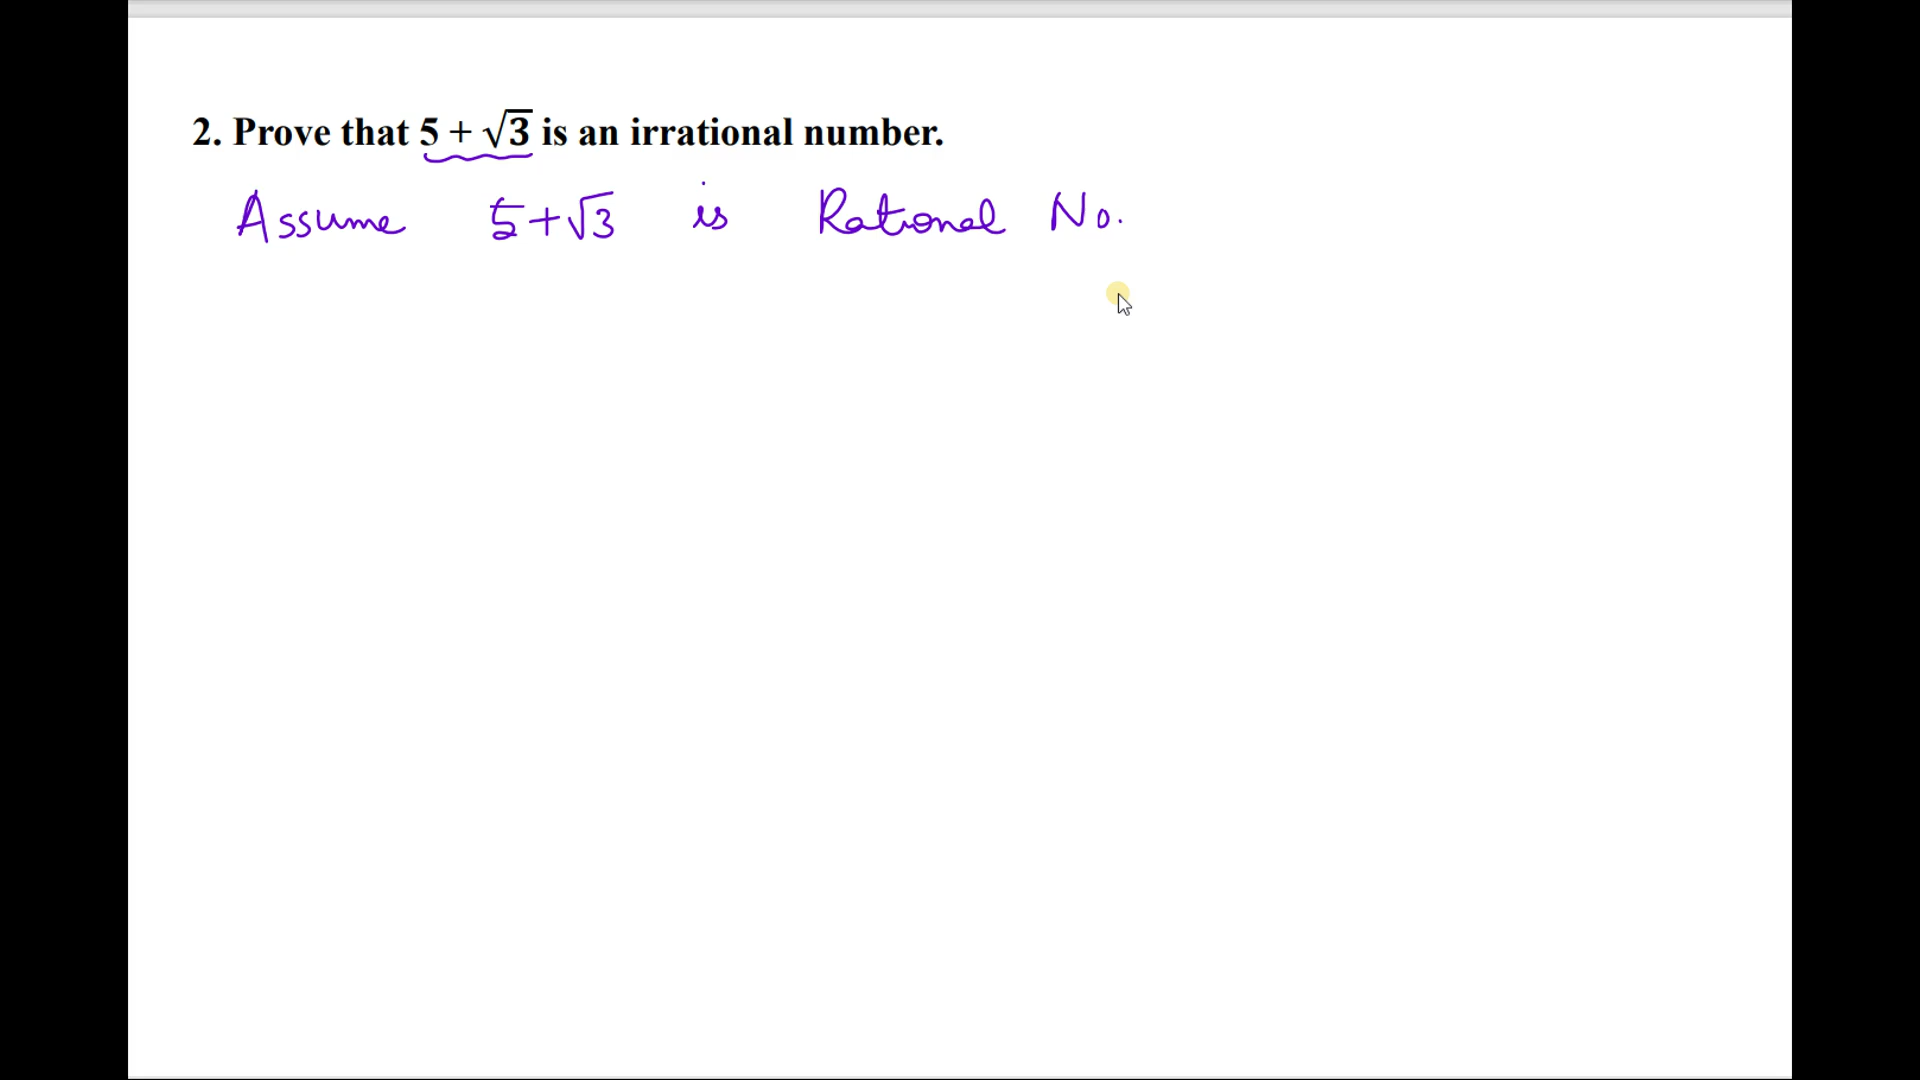 2. Prove that 5 + √3 is an irrational number.
Assume 5+√3 is Rational No.